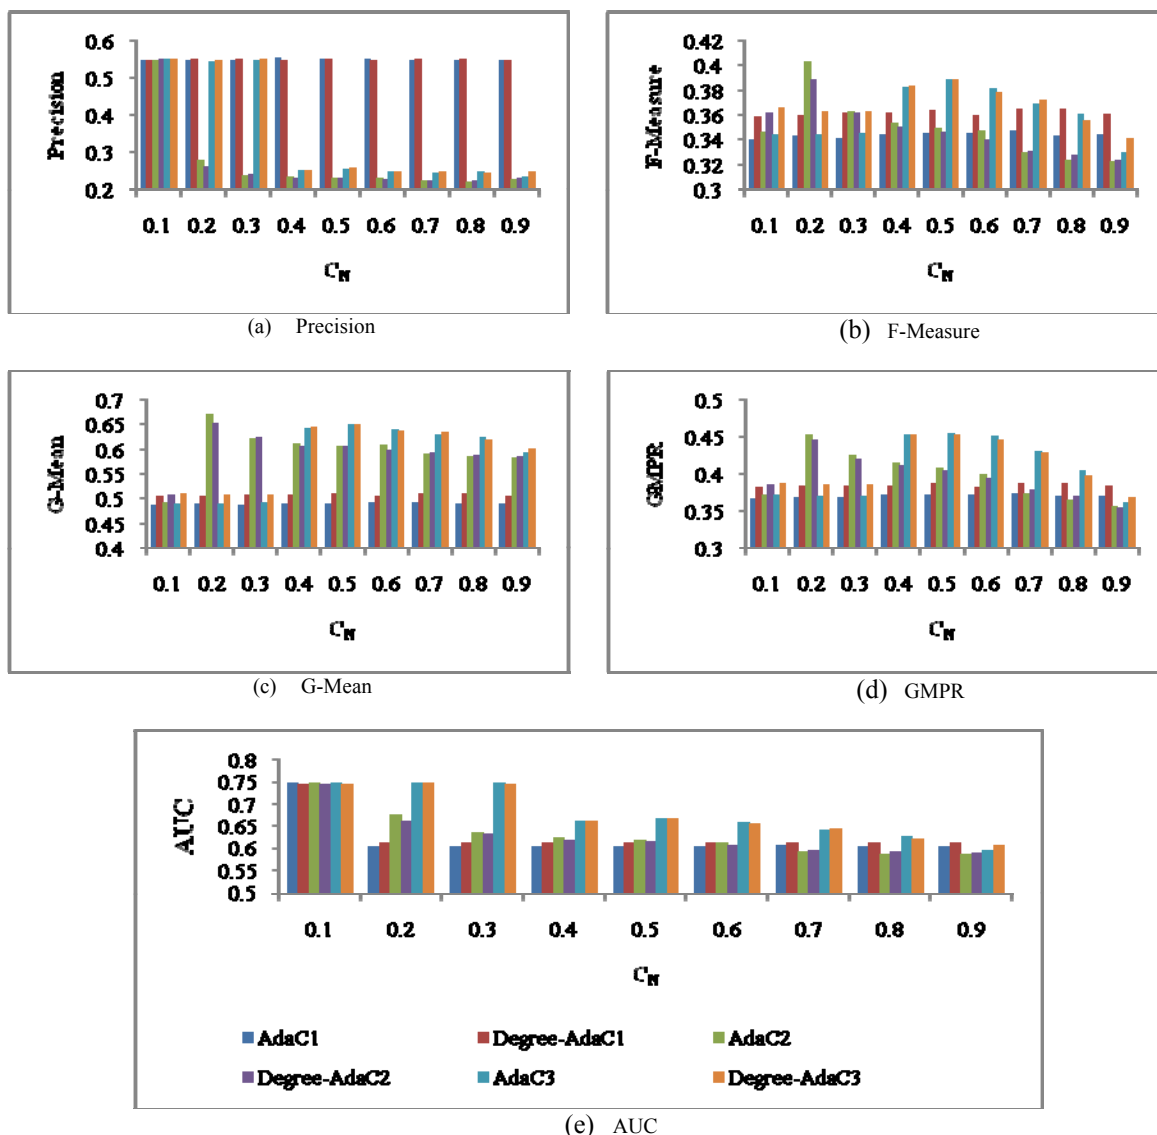 Precision
0.6
0.5
0.4
0.3
0.2
0.1 0.2 0.3 0.4 0.5 0.6 0.7 0.8 0.9
C_N
(a) Precision
F-Measure
0.42
0.4
0.38
0.36
0.34
0.32
0.3
0.1 0.2 0.3 0.4 0.5 0.6 0.7 0.8 0.9
C_N
(b) F-Measure
G-Mean
0.7
0.65
0.6
0.55
0.5
0.45
0.4
0.1 0.2 0.3 0.4 0.5 0.6 0.7 0.8 0.9
C_N
(c) G-Mean
GMPR
0.5
0.45
0.4
0.35
0.3
0.1 0.2 0.3 0.4 0.5 0.6 0.7 0.8 0.9
C_N
(d) GMPR
AUC
0.8
0.75
0.7
0.65
0.6
0.55
0.5
0.1 0.2 0.3 0.4 0.5 0.6 0.7 0.8 0.9
C_N
AdaC1 Degree-AdaC1 AdaC2
Degree-AdaC2 AdaC3 Degree-AdaC3
(e) AUC